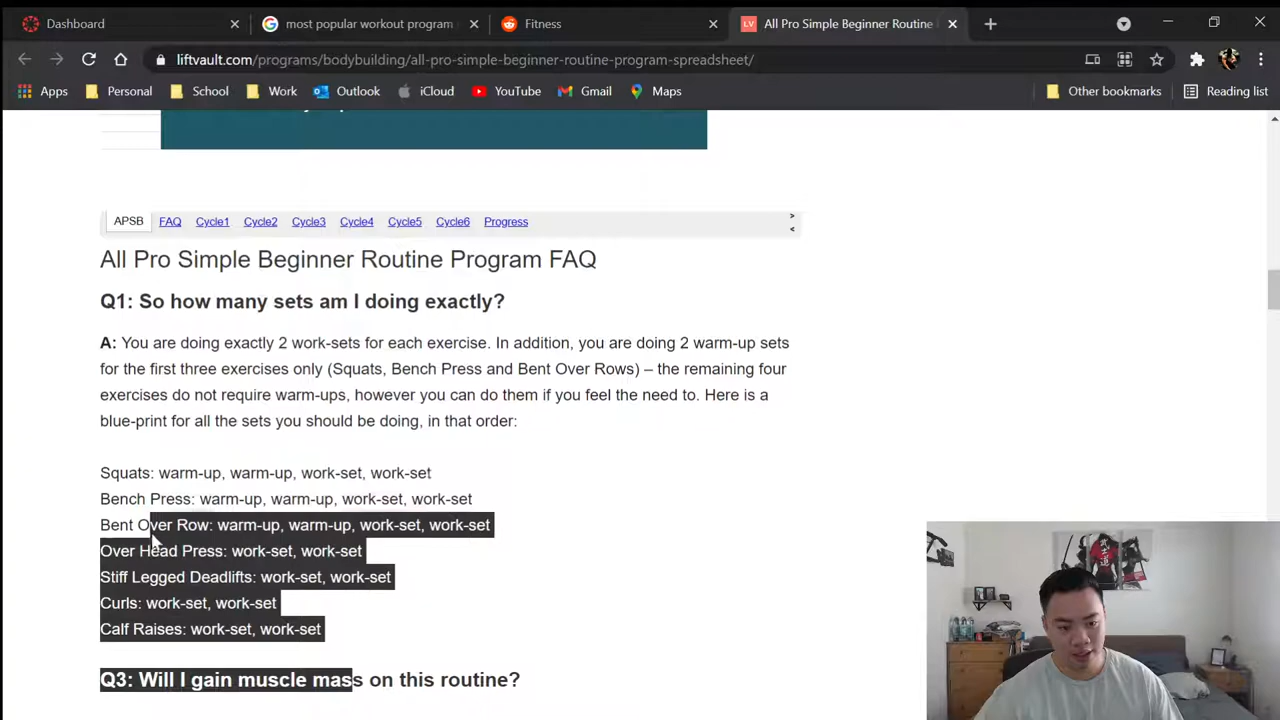 Dashboard
most popular workout program
Fitness
LV
All Pro Simple Beginner Routine
liftvault.com/programs/bodybuilding/all-pro-simple-beginner-routine-program-spreadsheet/
Apps
Personal
School
Work
Outlook
iCloud
YouTube
Gmail
Maps
Other bookmarks
Reading list
APSB FAQ Cycle1 Cycle2 Cycle3 Cycle4 Cycle5 Cycle6 Progress
All Pro Simple Beginner Routine Program FAQ
Q1: So how many sets am I doing exactly?
A: You are doing exactly 2 work-sets for each exercise. In addition, you are doing 2 warm-up sets
for the first three exercises only (Squats, Bench Press and Bent Over Rows) – the remaining four
exercises do not require warm-ups, however you can do them if you feel the need to. Here is a
blue-print for all the sets you should be doing, in that order:
Squats: warm-up, warm-up, work-set, work-set
Bench Press: warm-up, warm-up, work-set, work-set
Bent Over Row: warm-up, warm-up, work-set, work-set
Over Head Press: work-set, work-set
Stiff Legged Deadlifts: work-set, work-set
Curls: work-set, work-set
Calf Raises: work-set, work-set
Q3: Will I gain muscle mass on this routine?